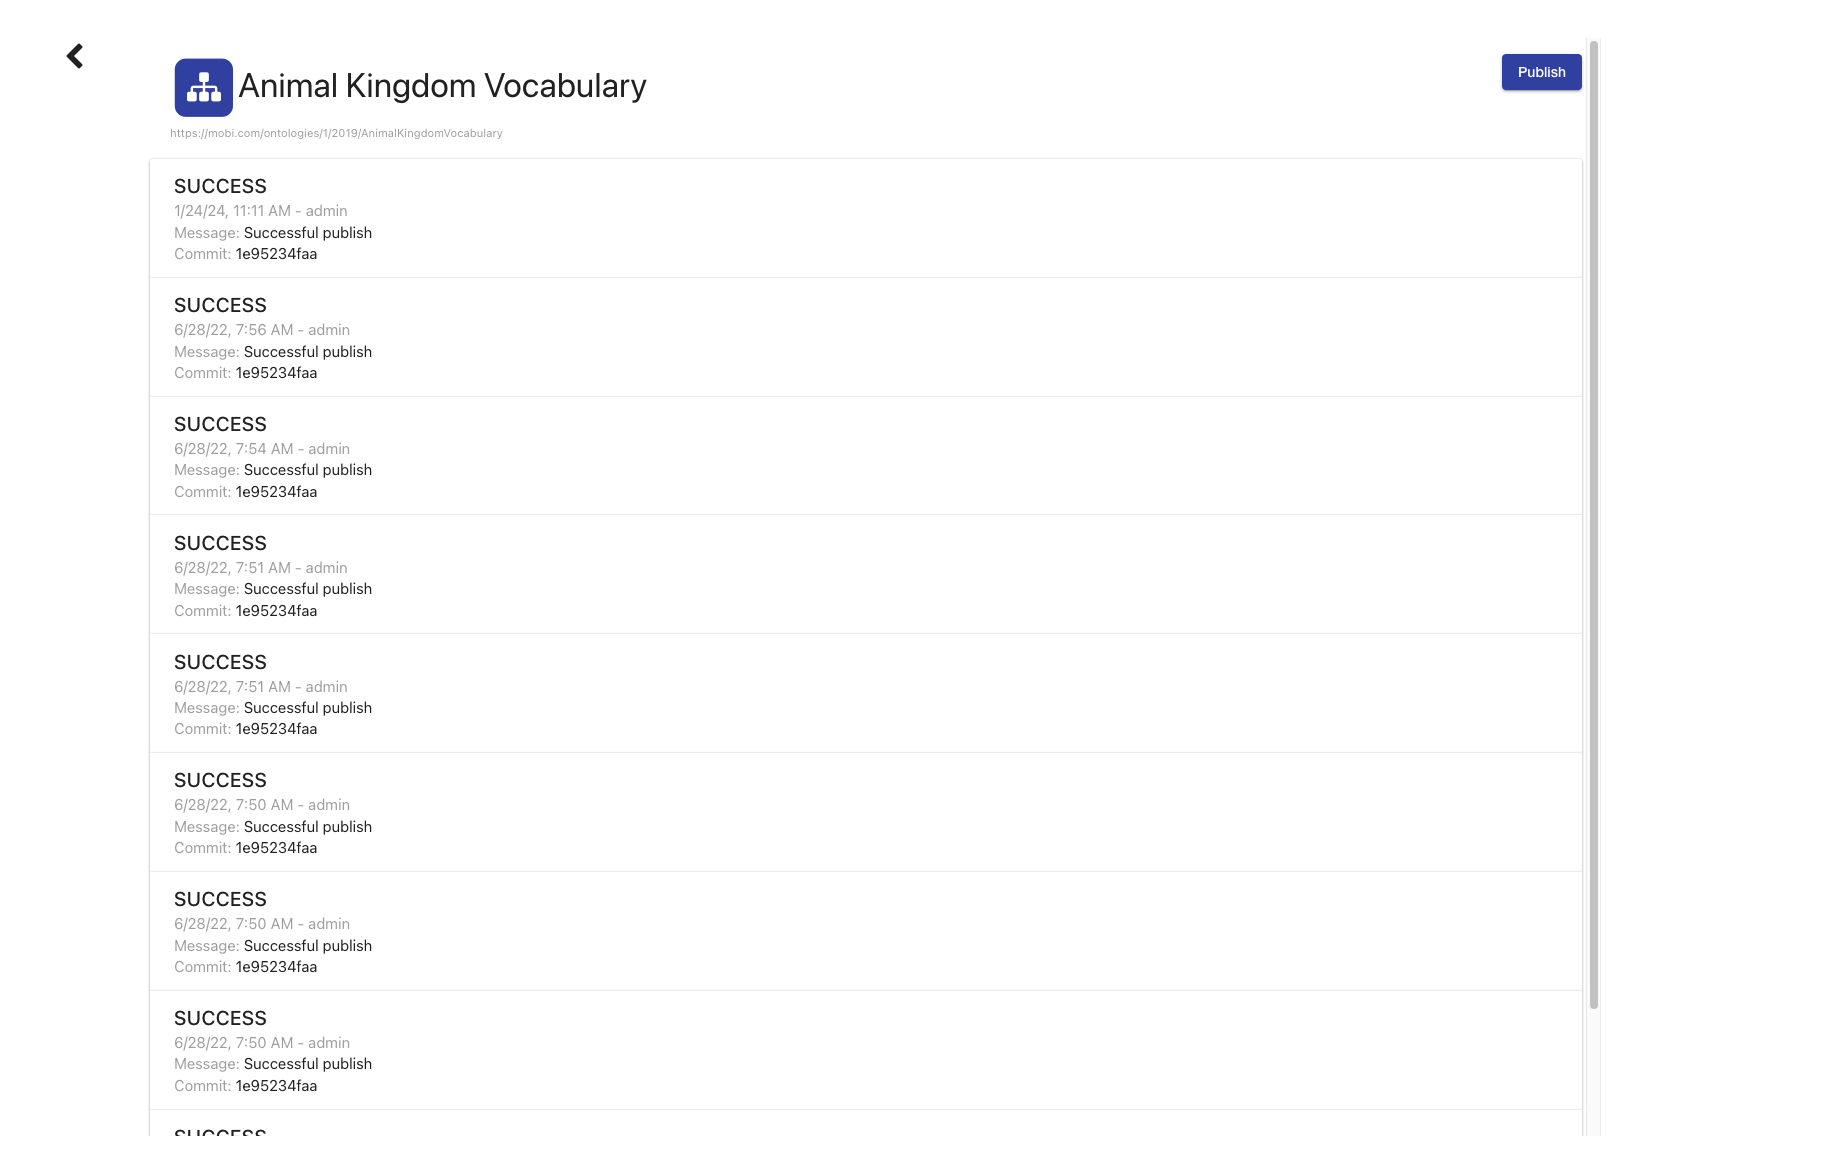 Animal Kingdom Vocabulary
Publish
https://mobi.com/ontologies/1/2019/AnimalKingdomVocabulary
SUCCESS
1/24/24, 11:11 AM - admin
Message: Successful publish
Commit: 1e95234faa
SUCCESS
6/28/22, 7:56 AM - admin
Message: Successful publish
Commit: 1e95234faa
SUCCESS
6/28/22, 7:54 AM - admin
Message: Successful publish
Commit: 1e95234faa
SUCCESS
6/28/22, 7:51 AM - admin
Message: Successful publish
Commit: 1e95234faa
SUCCESS
6/28/22, 7:51 AM - admin
Message: Successful publish
Commit: 1e95234faa
SUCCESS
6/28/22, 7:50 AM - admin
Message: Successful publish
Commit: 1e95234faa
SUCCESS
6/28/22, 7:50 AM - admin
Message: Successful publish
Commit: 1e95234faa
SUCCESS
6/28/22, 7:50 AM - admin
Message: Successful publish
Commit: 1e95234faa
SUCCESS